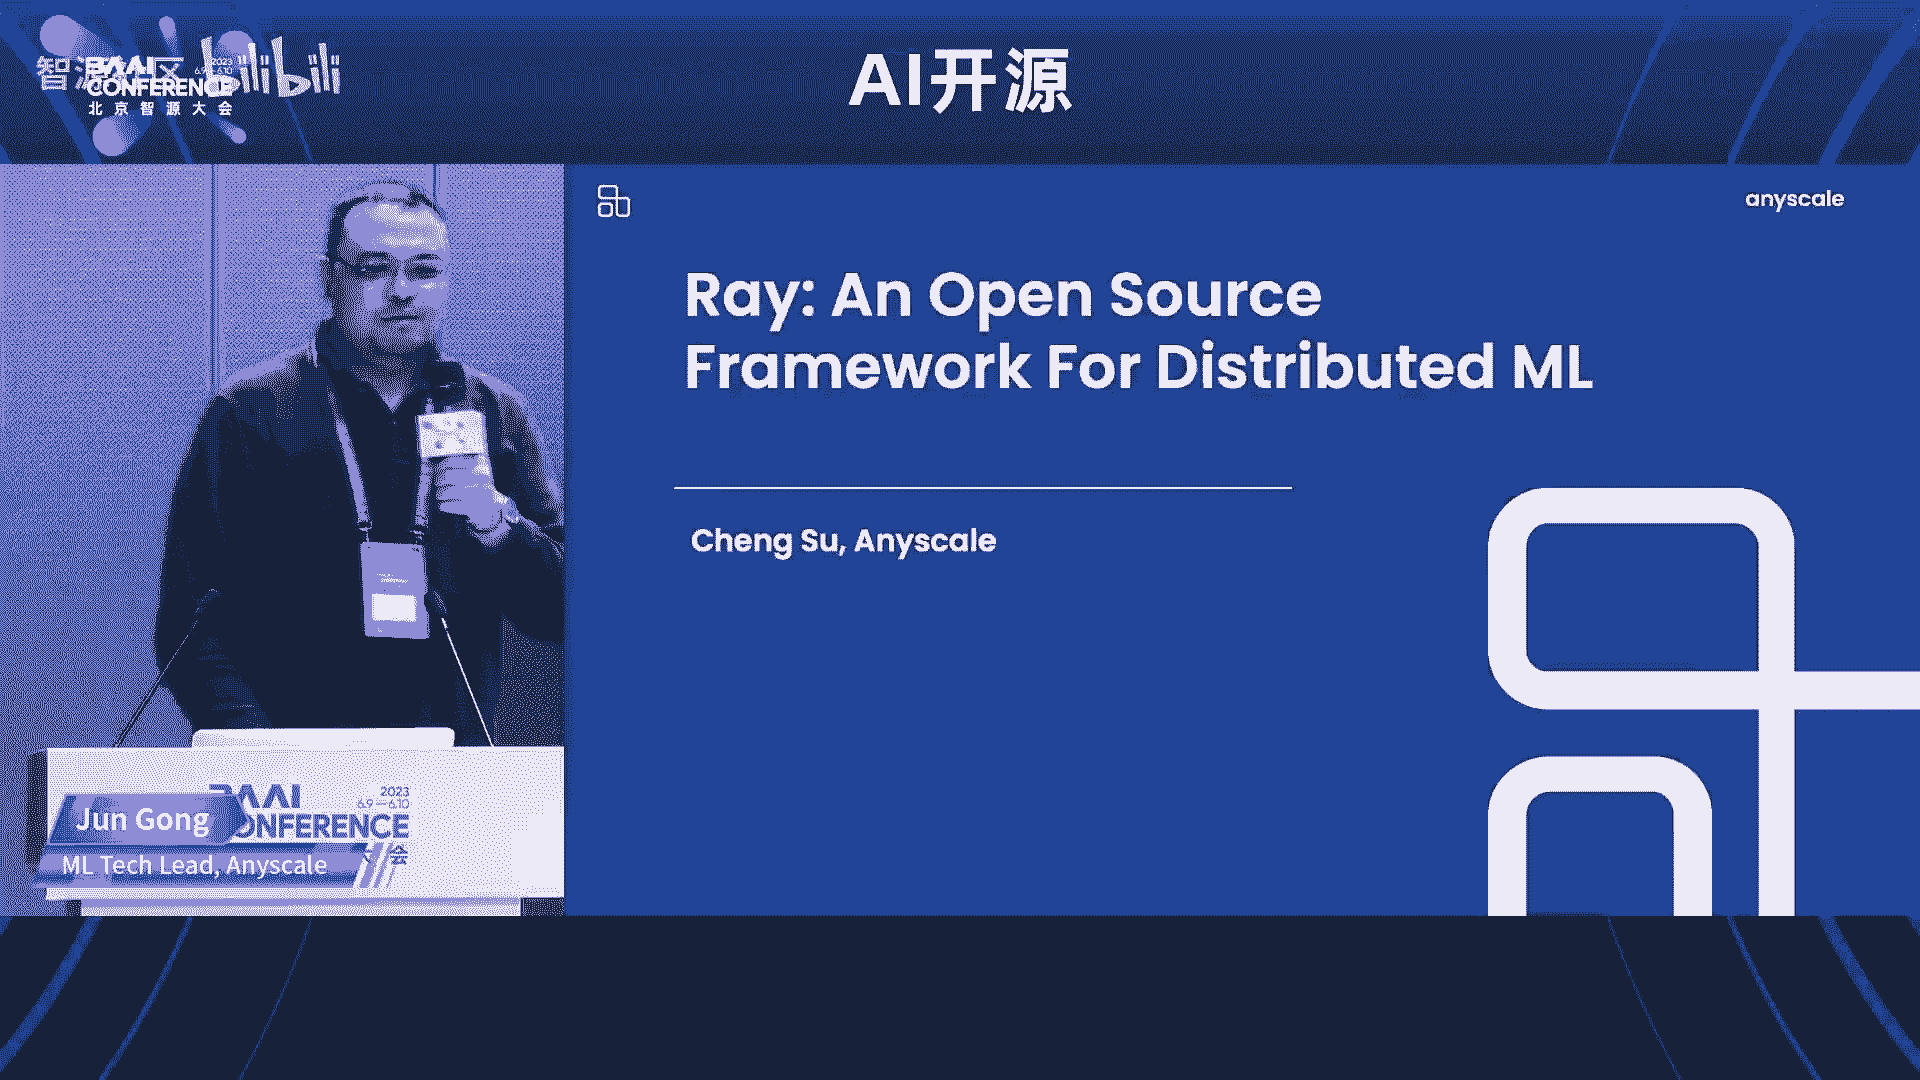 智源社区 bilibili
BAAI 2023
6.9—6.10
CONFERENCE
北京智源大会
AI开源
anyscale
Ray: An Open Source
Framework For Distributed ML
Cheng Su, Anyscale
BAAI 2023
6.9—6.10
CONFERENCE
会
Jun Gong
ML Tech Lead, Anyscale